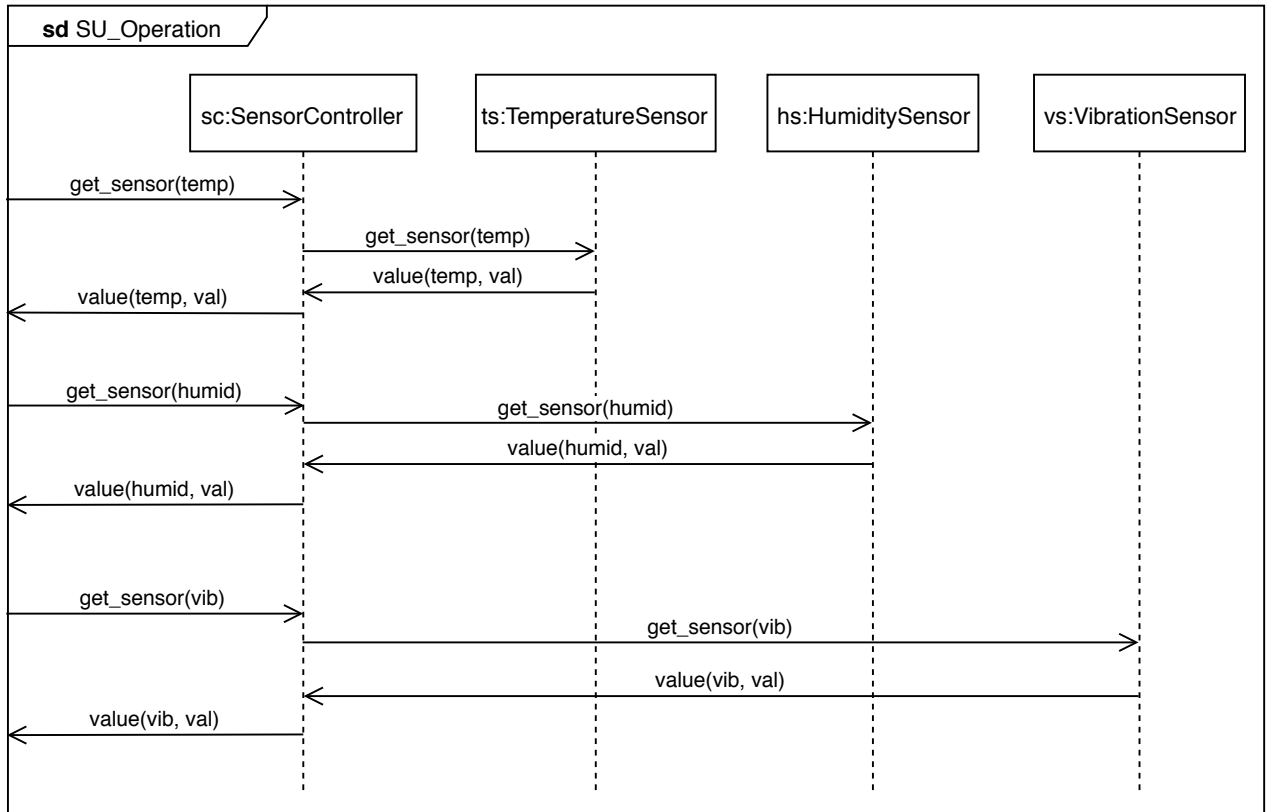 sd SU_Operation
sc:SensorController
ts:TemperatureSensor
hs:HumiditySensor
vs:VibrationSensor
get_sensor(temp)
get_sensor(temp)
value(temp, val)
value(temp, val)
get_sensor(humid)
get_sensor(humid)
value(humid, val)
value(humid, val)
get_sensor(vib)
get_sensor(vib)
value(vib, val)
value(vib, val)